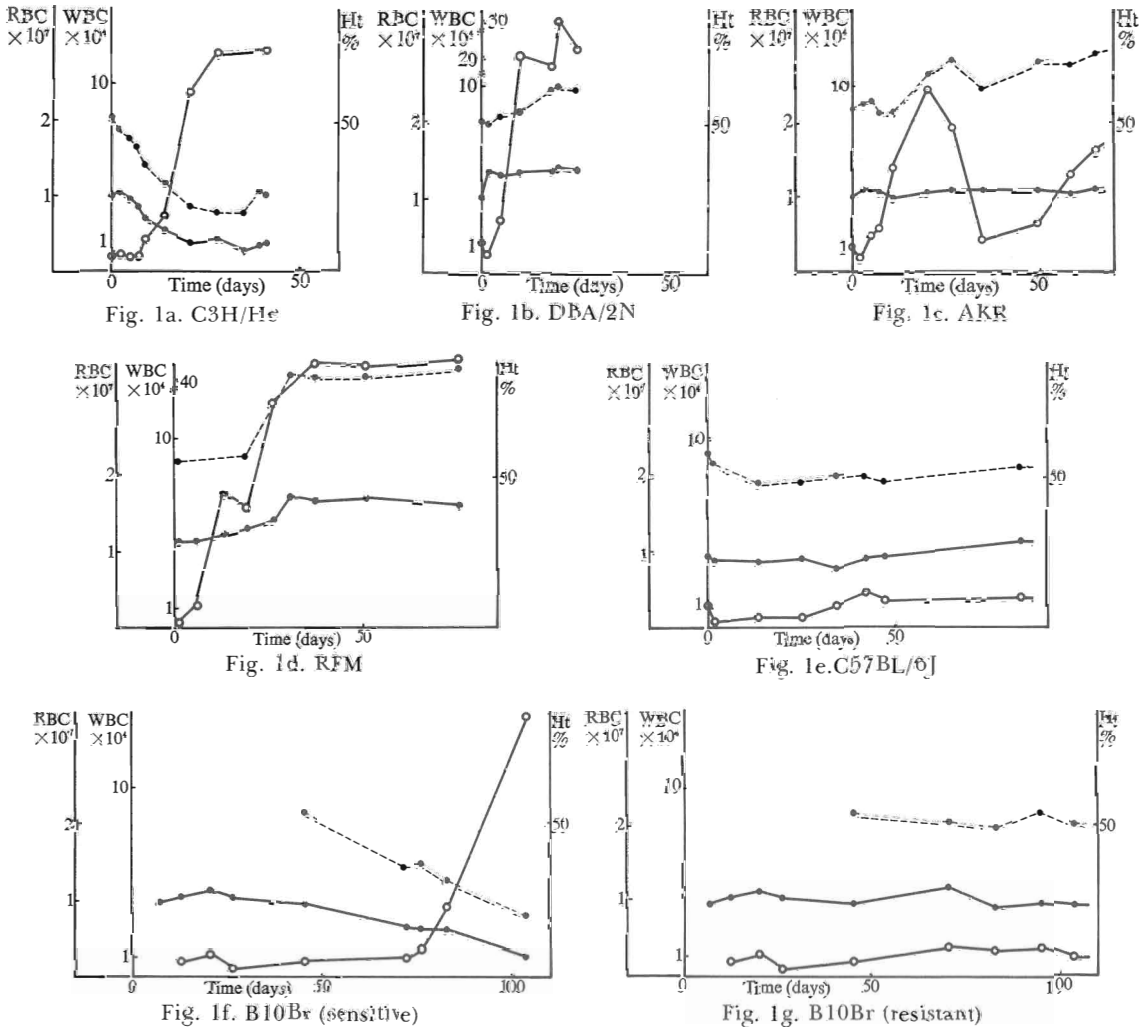 RBC WBC Ht
×10⁷ ×10⁴ %
10
2 50
1
1
0 50
Time (days)
Fig. 1a. C3H/He
RBC WBC 30 Ht
×10⁷ ×10⁴ %
20
10
2 50
1
1
0 50
Time (days)
Fig. 1b. DBA/2N
RBC WBC Ht
×10⁷ ×10⁴ %
10
2 50
1
1
0 50
Time (days)
Fig. 1c. AKR
RBC WBC Ht
×10⁷ ×10⁴ 40 %
10
2 50
1
1
0 50
Time (days)
Fig. 1d. RFM
RBC WBC Ht
×10⁷ ×10⁴ %
10
2 50
1
1
0 50
Time (days)
Fig. 1e.C57BL/6J
RBC WBC Ht
×10⁷ ×10⁴ %
10
2 50
1
1
0 50 100
Time (days)
Fig. 1f. B10Br (sensitive)
RBC WBC Ht
×10⁷ ×10⁴ %
10
2 50
1
1
0 50 100
Time (days)
Fig. 1g. B10Br (resistant)